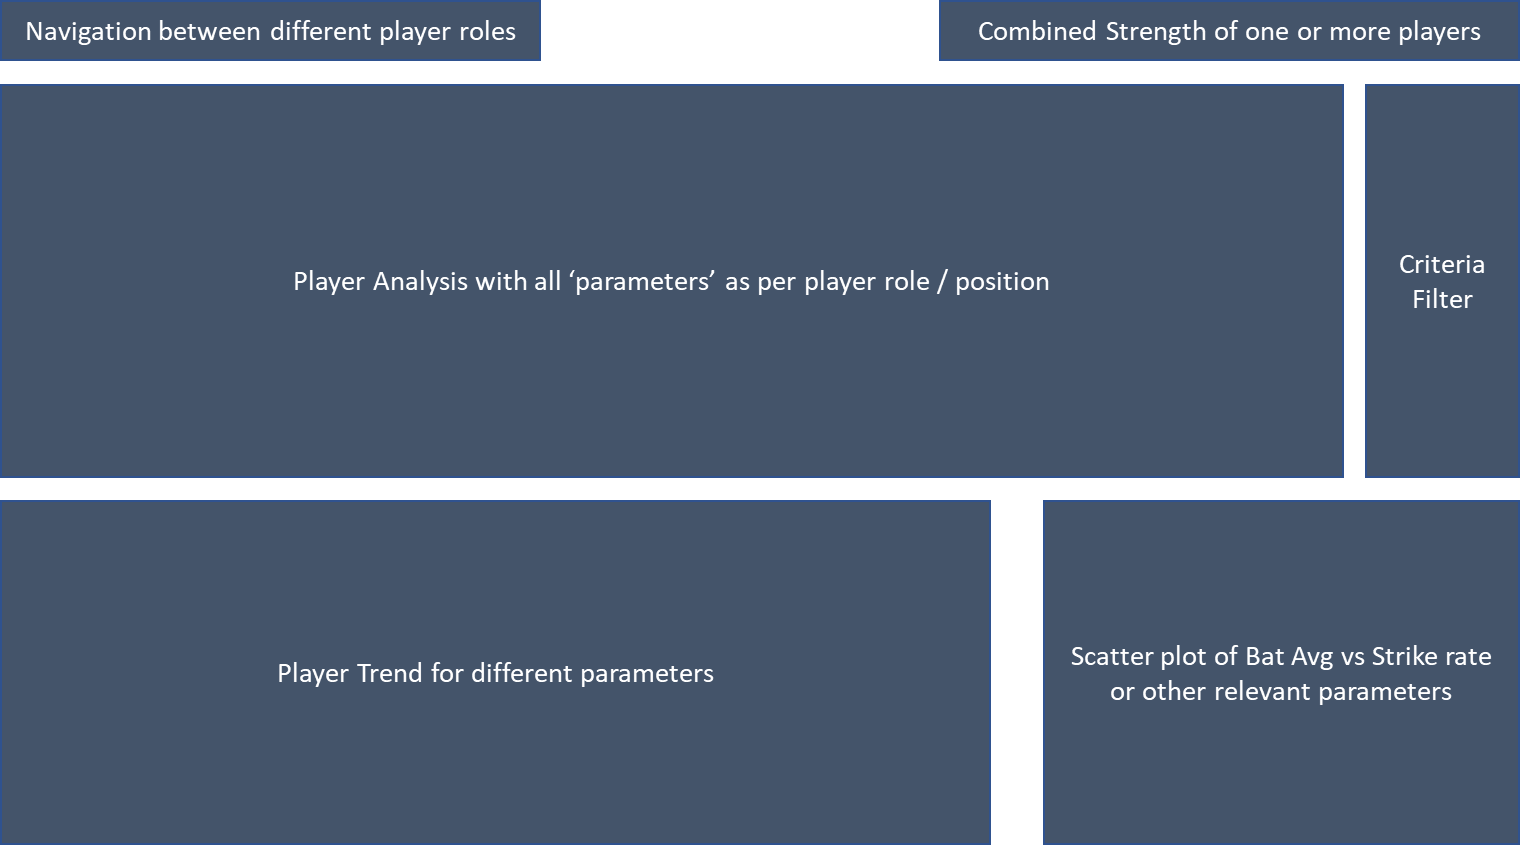 Navigation between different player roles
Combined Strength of one or more players
Player Analysis with all ‘parameters’ as per player role / position
Criteria
Filter
Player Trend for different parameters
Scatter plot of Bat Avg vs Strike rate
or other relevant parameters